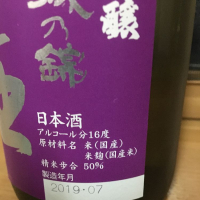 醸
乃錦
日本酒
アルコール分16度
原材料名 米(国産)
米麹(国産米)
精米歩合 50%
製造年月
2019.07